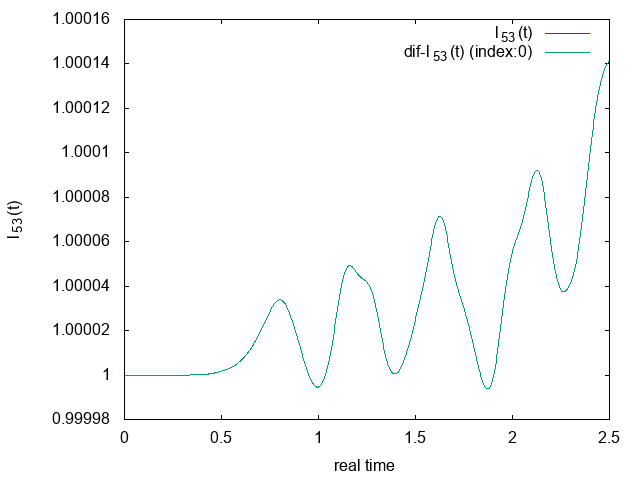 1.00016
1.00014
1.00012
1.0001
1.00008
1.00006
1.00004
1.00002
1
0.99998
0 0.5 1 1.5 2 2.5
real time
I53(t)
I53(t)
dif-I53(t) (index:0)